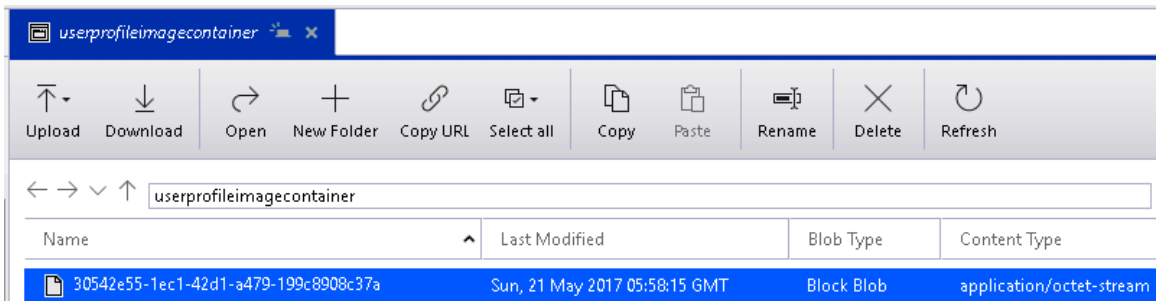 userprofileimagecontainer
Upload Download Open New Folder Copy URL Select all Copy Paste Rename Delete Refresh
userprofileimagecontainer
Name Last Modified Blob Type Content Type
30542e55-1ec1-42d1-a479-199c8908c37a Sun, 21 May 2017 05:58:15 GMT Block Blob application/octet-stream